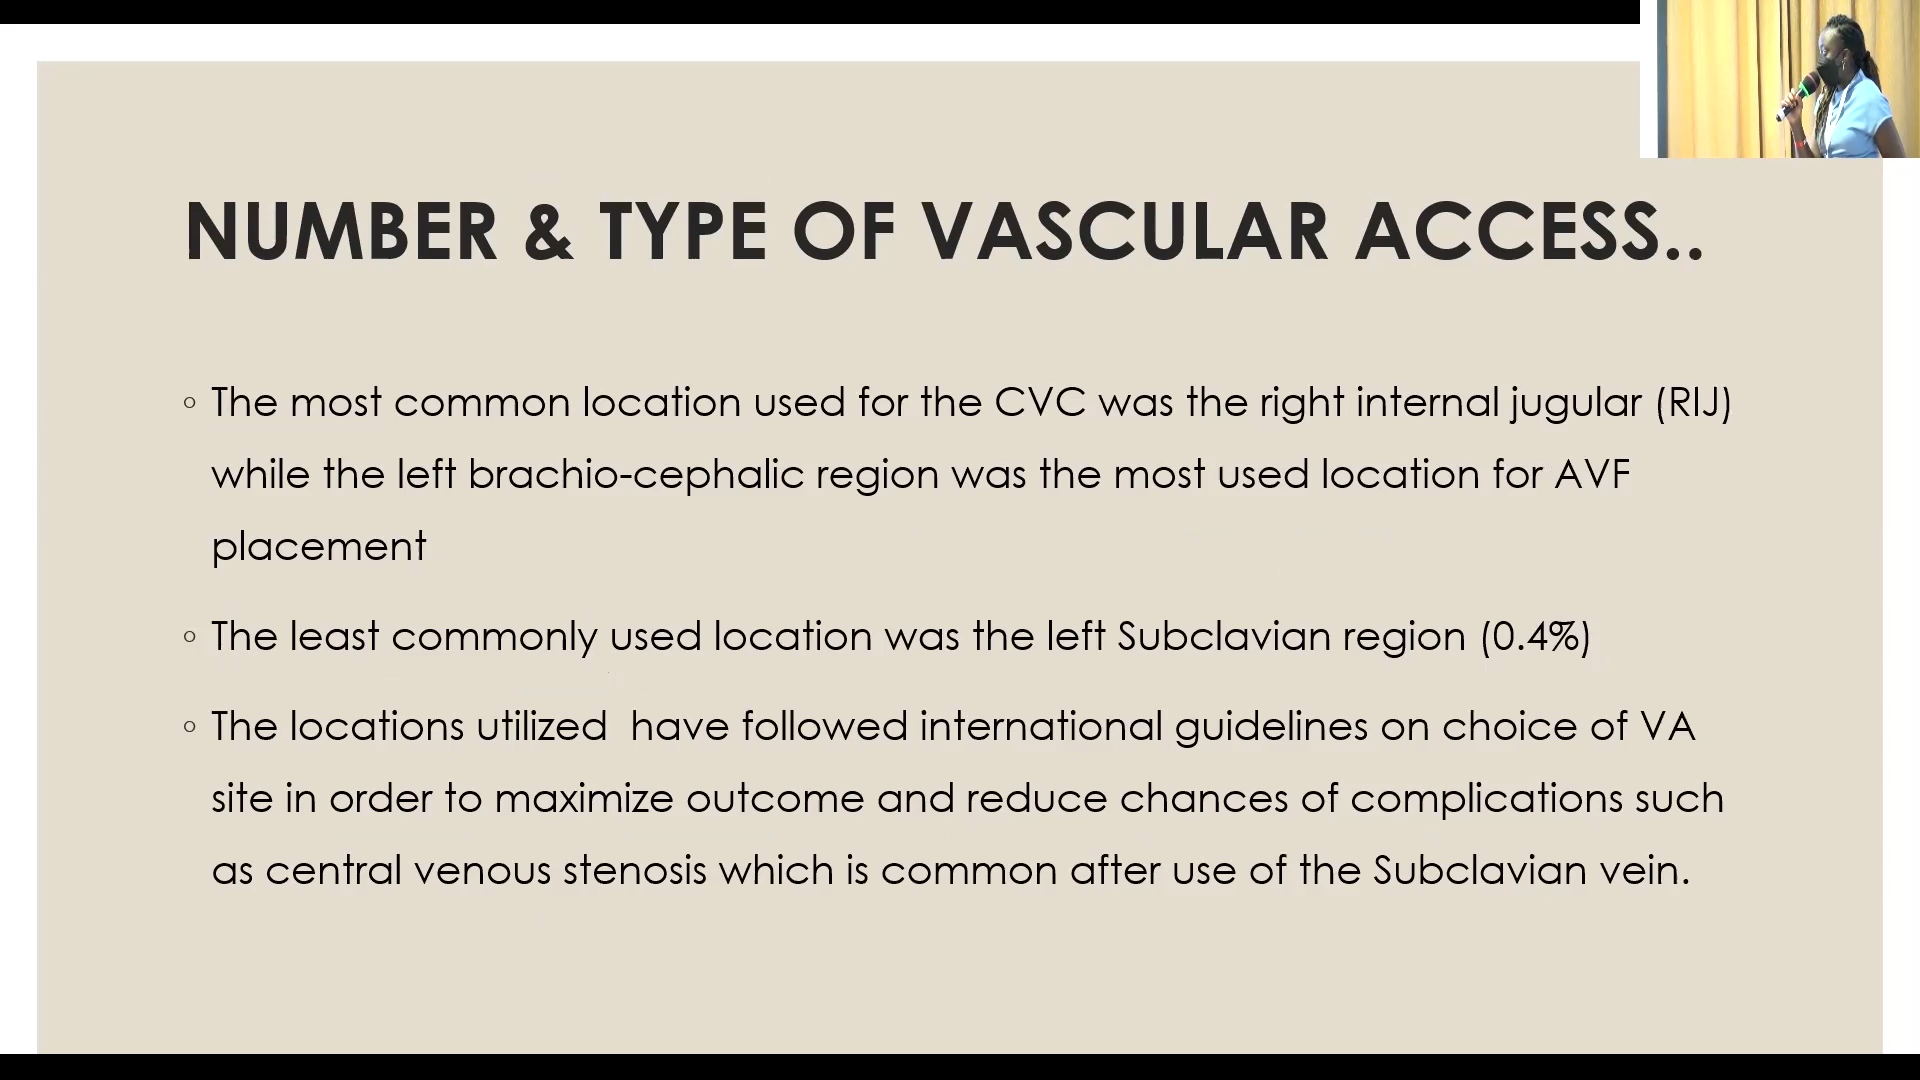 NUMBER & TYPE OF VASCULAR ACCESS..
◦ The most common location used for the CVC was the right internal jugular (RIJ)
while the left brachio-cephalic region was the most used location for AVF
placement
◦ The least commonly used location was the left Subclavian region (0.4%)
◦ The locations utilized  have followed international guidelines on choice of VA
site in order to maximize outcome and reduce chances of complications such
as central venous stenosis which is common after use of the Subclavian vein.